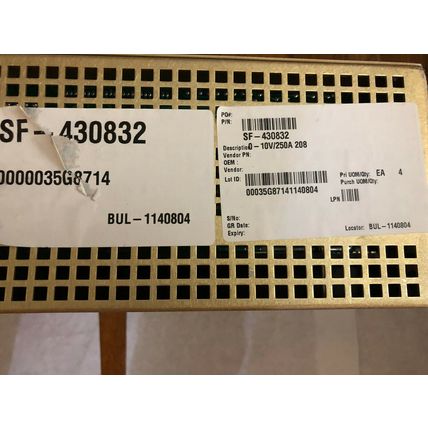 SF-430832
0000035G8714
BUL-1140804
PO#:
P/N:
SF-430832
Description: 0-10V/250A 208
Vendor PN:
OEM:
Vendor:
Lot ID:
00035G87141140804
Pri UOM/Qty: EA 4
Purch UOM/Qty:
LPN
S/No:
GR Date:
Expiry:
Locator: BUL-1140804